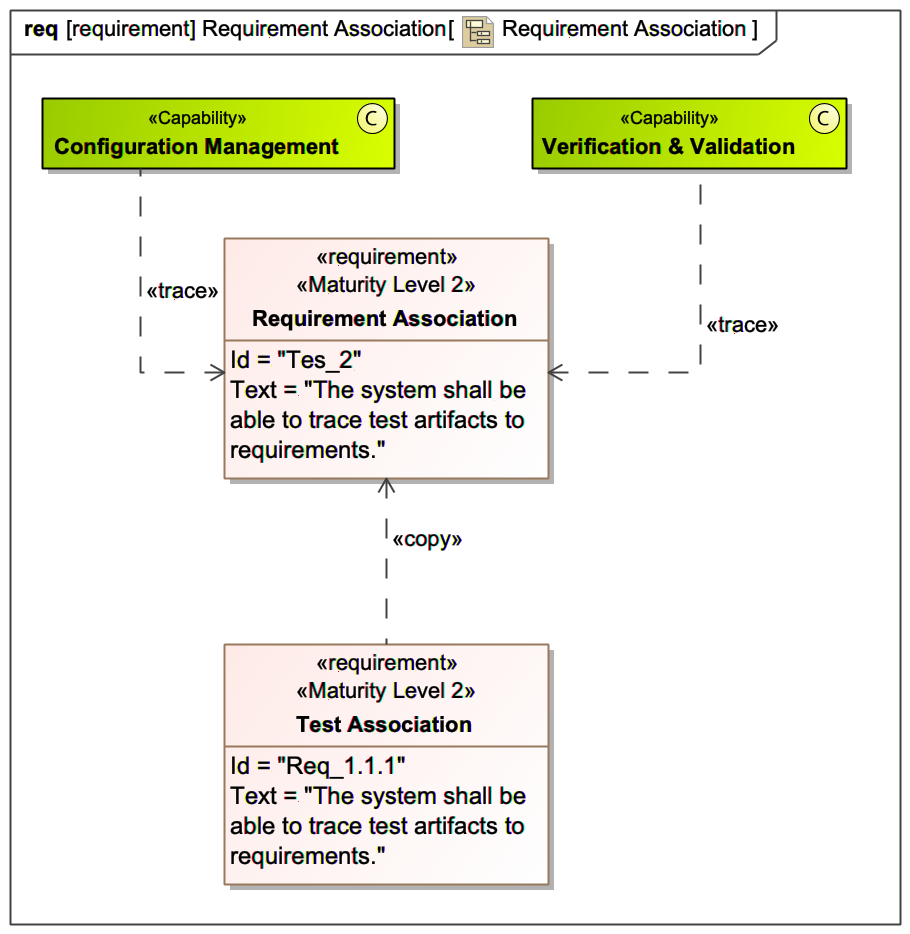 req [requirement] Requirement Association[ Requirement Association ]
«Capability»
C
Configuration Management
«Capability»
C
Verification & Validation
«trace»
«trace»
«requirement»
«Maturity Level 2»
Requirement Association
Id = "Tes_2"
Text = "The system shall be
able to trace test artifacts to
requirements."
«copy»
«requirement»
«Maturity Level 2»
Test Association
Id = "Req_1.1.1"
Text = "The system shall be
able to trace test artifacts to
requirements."